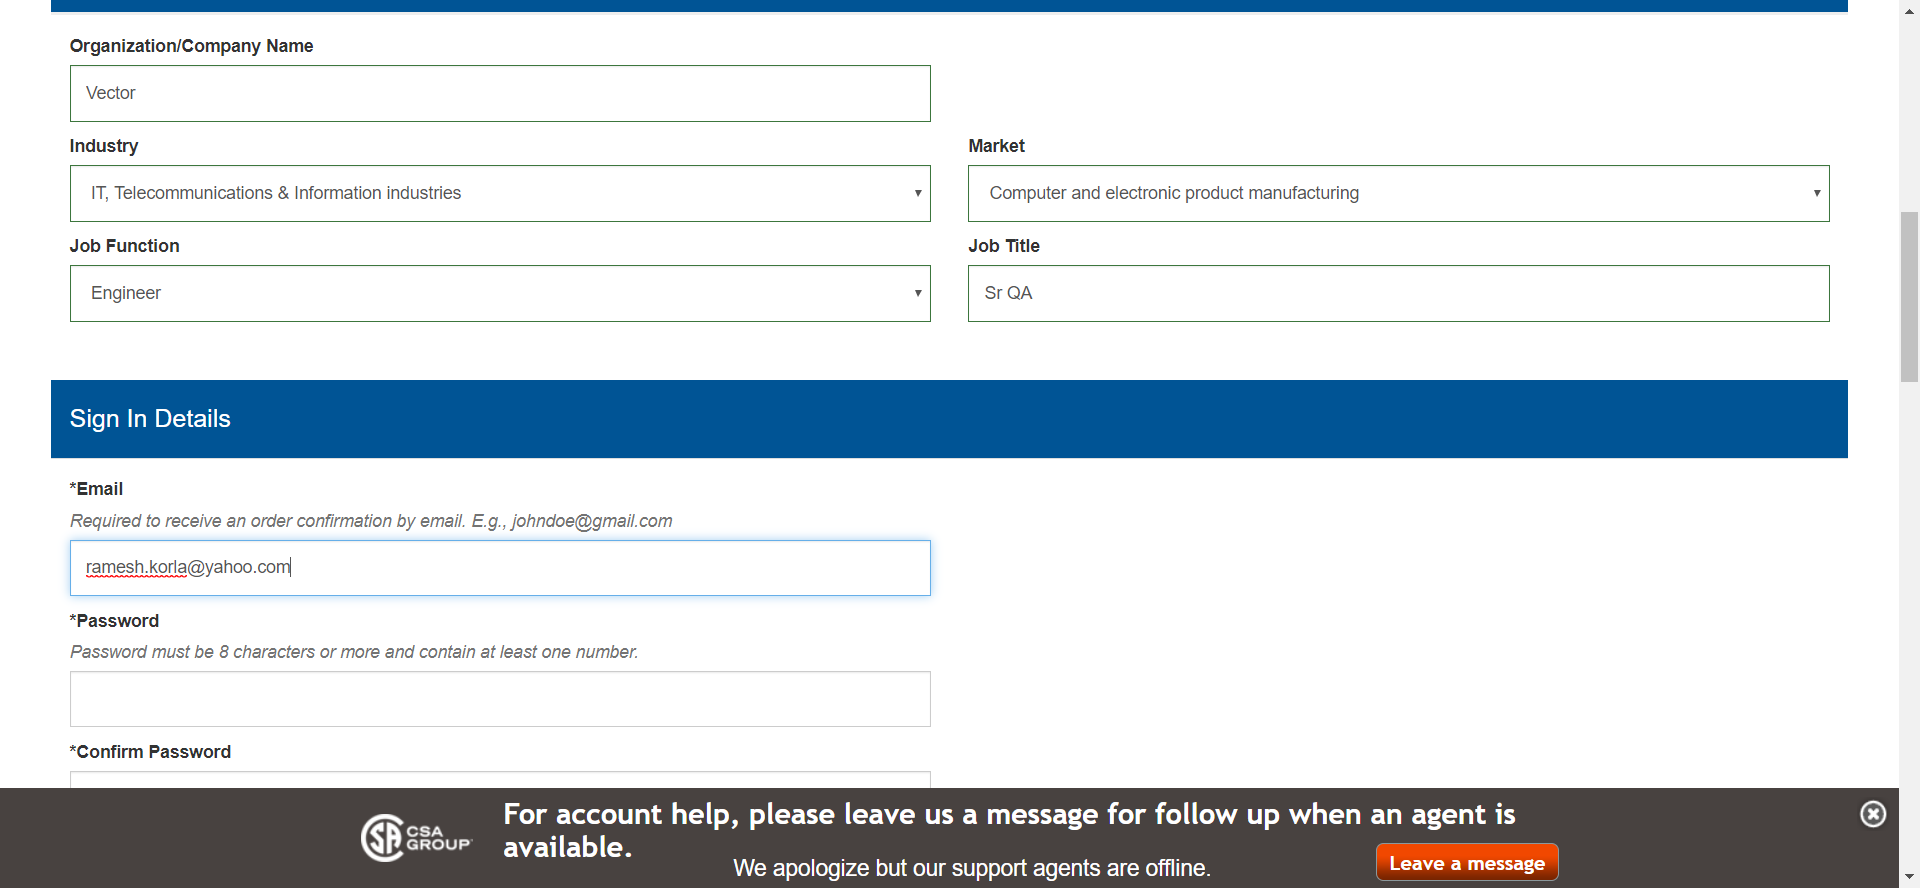 Organization/Company Name
Vector
Industry
Market
IT, Telecommunications & Information industries
Computer and electronic product manufacturing
Job Function
Job Title
Engineer
Sr QA
Sign In Details
*Email
Required to receive an order confirmation by email. E.g., johndoe@gmail.com
ramesh.korla@yahoo.com
*Password
Password must be 8 characters or more and contain at least one number.
*Confirm Password
CSA
GROUP
For account help, please leave us a message for follow up when an agent is
available.
We apologize but our support agents are offline.
Leave a message